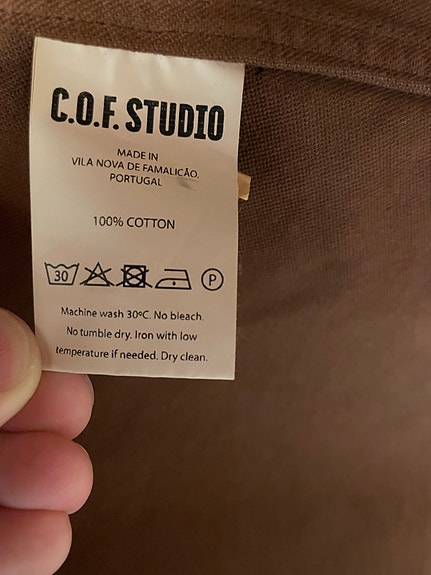 C.O.F. STUDIO
MADE IN
VILA NOVA DE FAMALICÃO,
PORTUGAL
100% COTTON
30 P
Machine wash 30ºC. No bleach.
No tumble dry. Iron with low
temperature if needed. Dry clean.